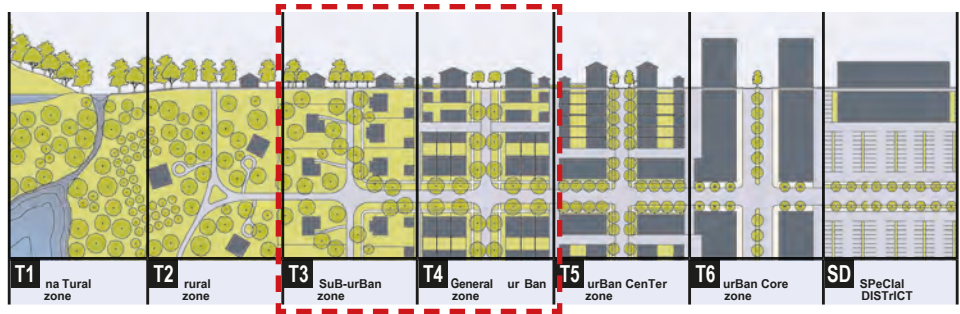 T1 na Tural
zone
T2 rural
zone
T3 SuB-urBan
zone
T4 General ur Ban
zone
T5 urBan CenTer
zone
T6 urBan Core
zone
SD SPeCIal
DISTrICT